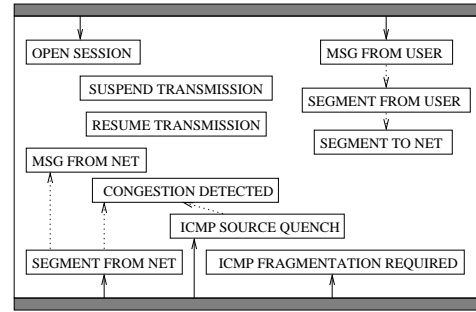 OPEN SESSION
MSG FROM USER
SUSPEND TRANSMISSION
SEGMENT FROM USER
RESUME TRANSMISSION
SEGMENT TO NET
MSG FROM NET
CONGESTION DETECTED
ICMP SOURCE QUENCH
SEGMENT FROM NET
ICMP FRAGMENTATION REQUIRED